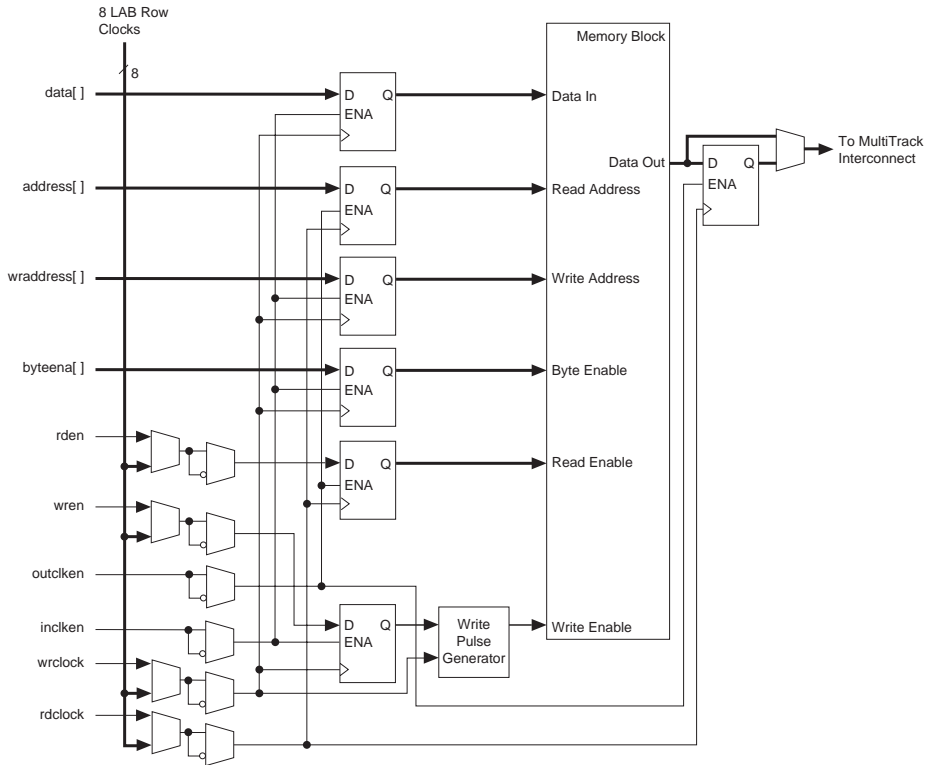 8 LAB Row
Clocks
8
Memory Block
data[ ]
D Q
ENA
Data In
To MultiTrack
Interconnect
Data Out
D Q
ENA
address[ ]
D Q
ENA
Read Address
wraddress[ ]
D Q
ENA
Write Address
byteena[ ]
D Q
ENA
Byte Enable
rden
D Q
ENA
Read Enable
wren
outclken
inclken
D Q
ENA
Write
Pulse
Generator
Write Enable
wrclock
rdclock